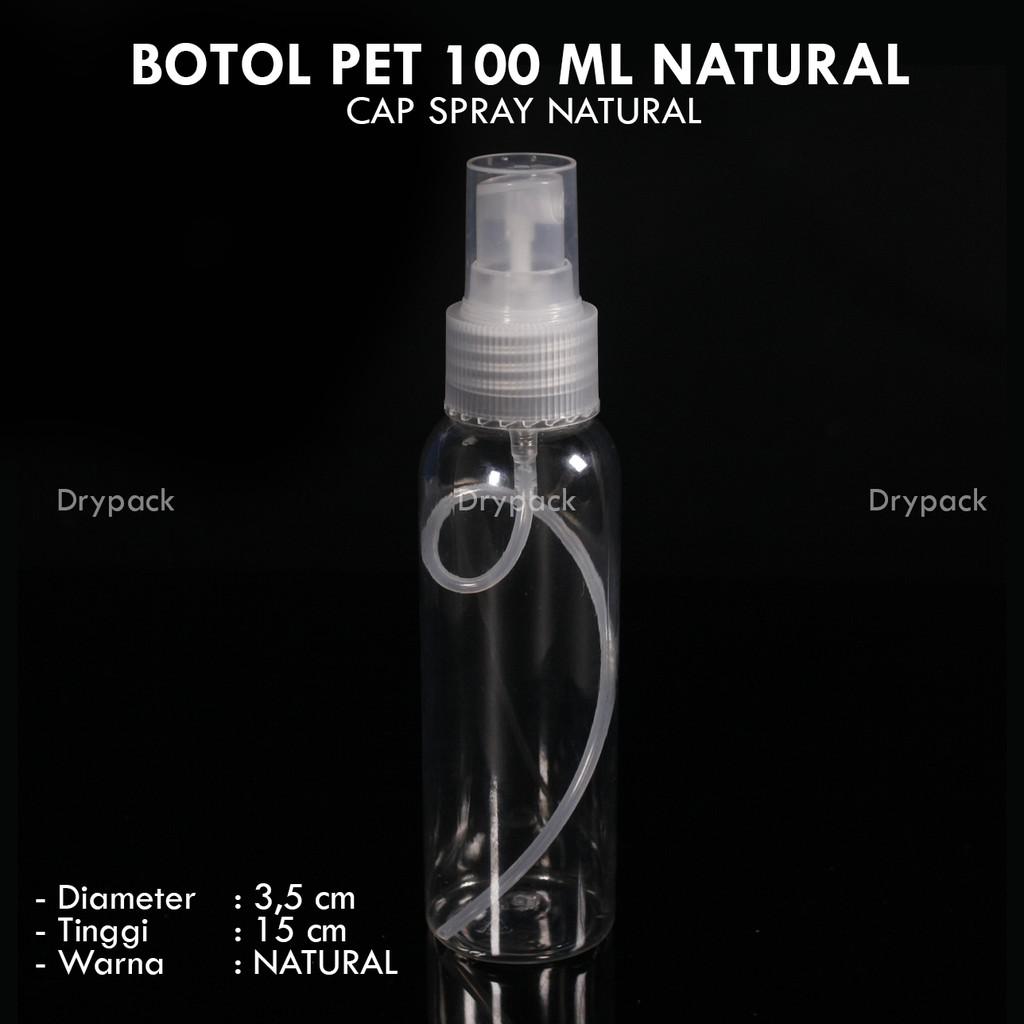 BOTOL PET 100 ML NATURAL
CAP SPRAY NATURAL
Drypack Drypack Drypack
- Diameter : 3,5 cm
- Tinggi : 15 cm
- Warna : NATURAL